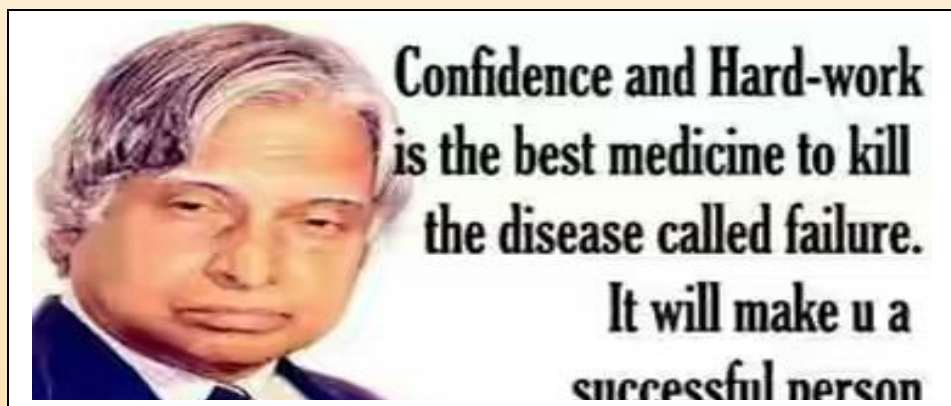 Confidence and Hard-work
is the best medicine to kill
the disease called failure.
It will make u a
successful person